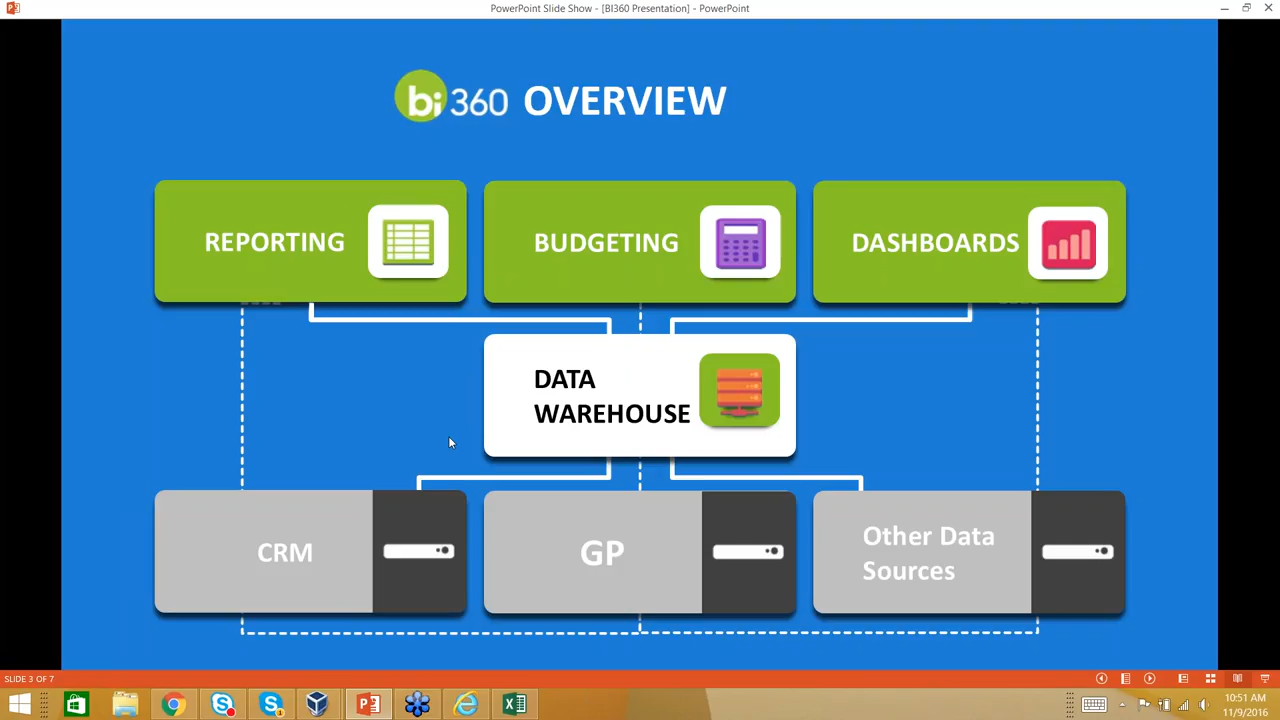 PowerPoint Slide Show - [BI360 Presentation] - PowerPoint
bi 360 OVERVIEW
REPORTING
BUDGETING
DASHBOARDS
DATA
WAREHOUSE
CRM
GP
Other Data
Sources
SLIDE 3 OF 7
10:51 AM
11/9/2016